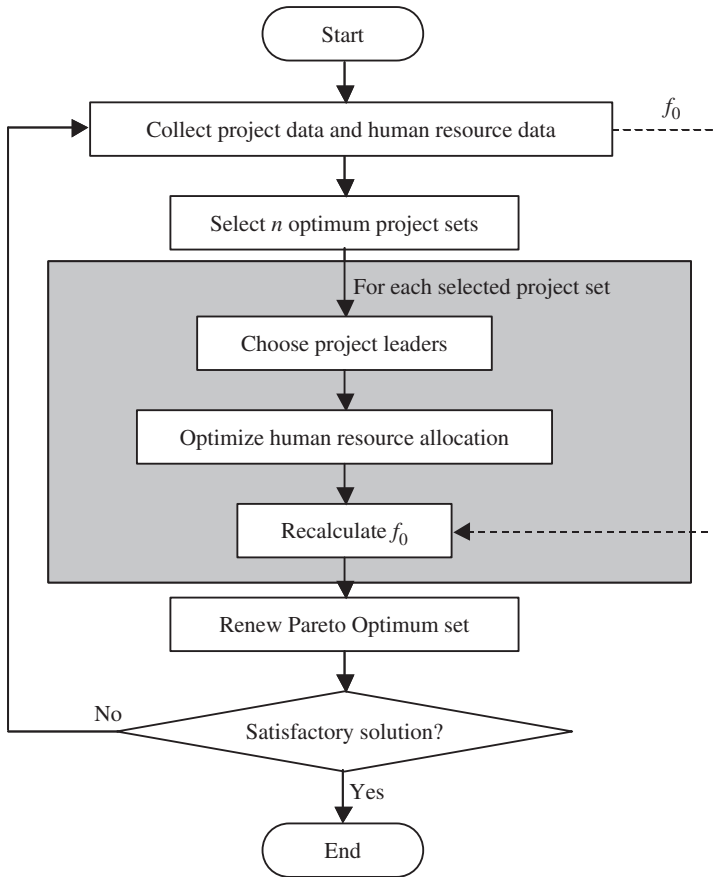 Start
Collect project data and human resource data
f0
Select n optimum project sets
For each selected project set
Choose project leaders
Optimize human resource allocation
Recalculate f0
Renew Pareto Optimum set
No
Satisfactory solution?
Yes
End